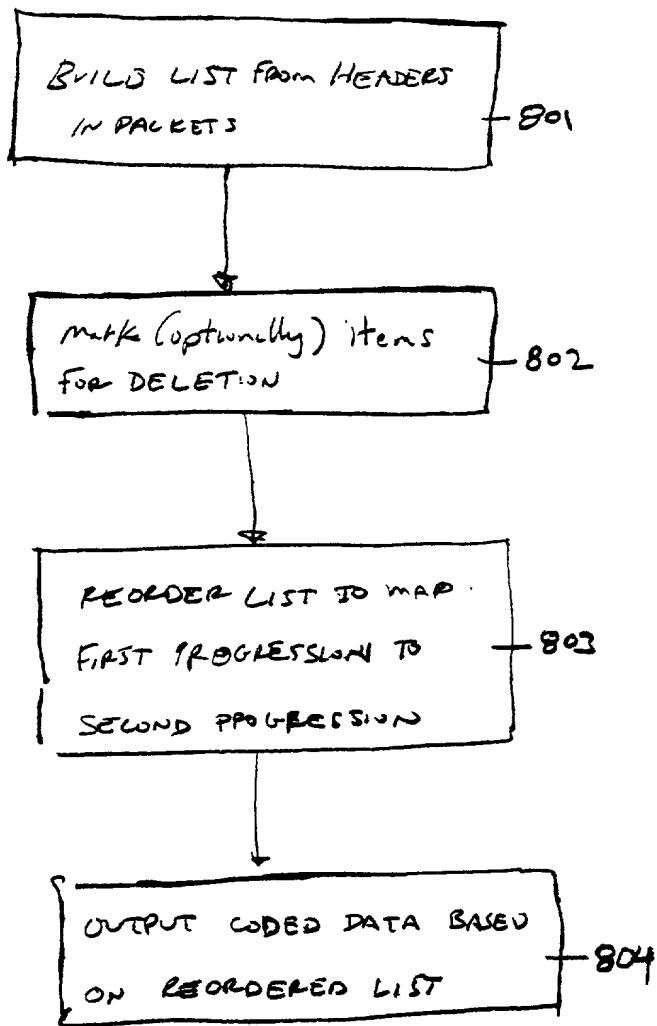 BUILD LIST FROM HEADERS
IN PACKETS
801
Mark (optionally) items
FOR DELETION
802
REORDER LIST TO MAP
FIRST PROGRESSION TO
SECOND PROGRESSION
803
OUTPUT CODED DATA BASED
ON REORDERED LIST
804